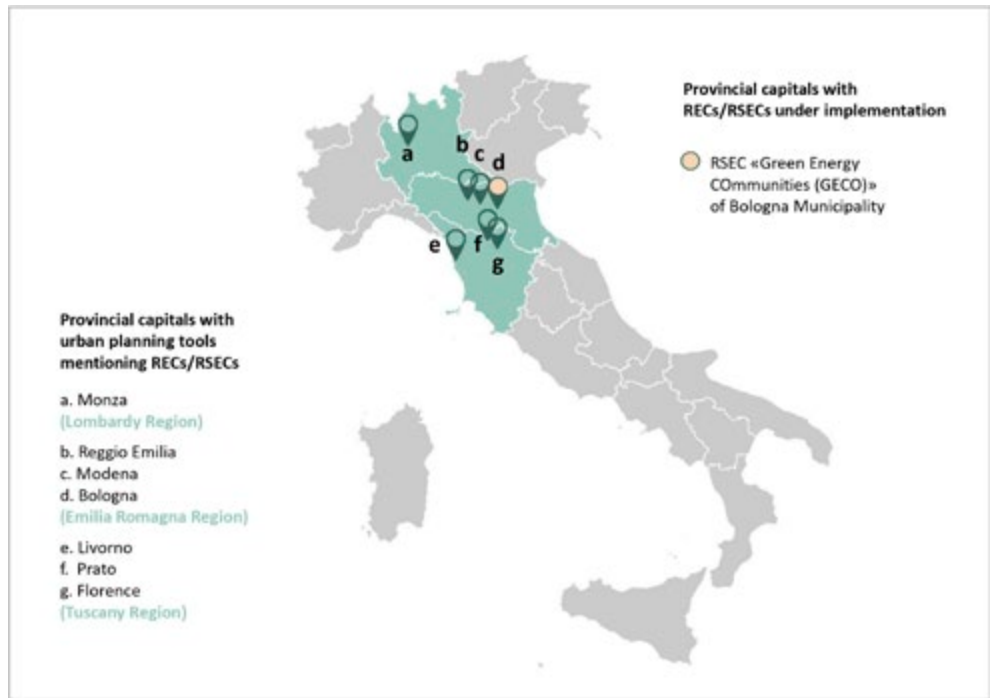 Provincial capitals with
RECs/RSECs under implementation
RSEC «Green Energy
COmmunities (GECO)»
of Bologna Municipality
a
b
c
d
e
f
g
Provincial capitals with
urban planning tools
mentioning RECs/RSECs
a. Monza
(Lombardy Region)
b. Reggio Emilia
c. Modena
d. Bologna
(Emilia Romagna Region)
e. Livorno
f. Prato
g. Florence
(Tuscany Region)